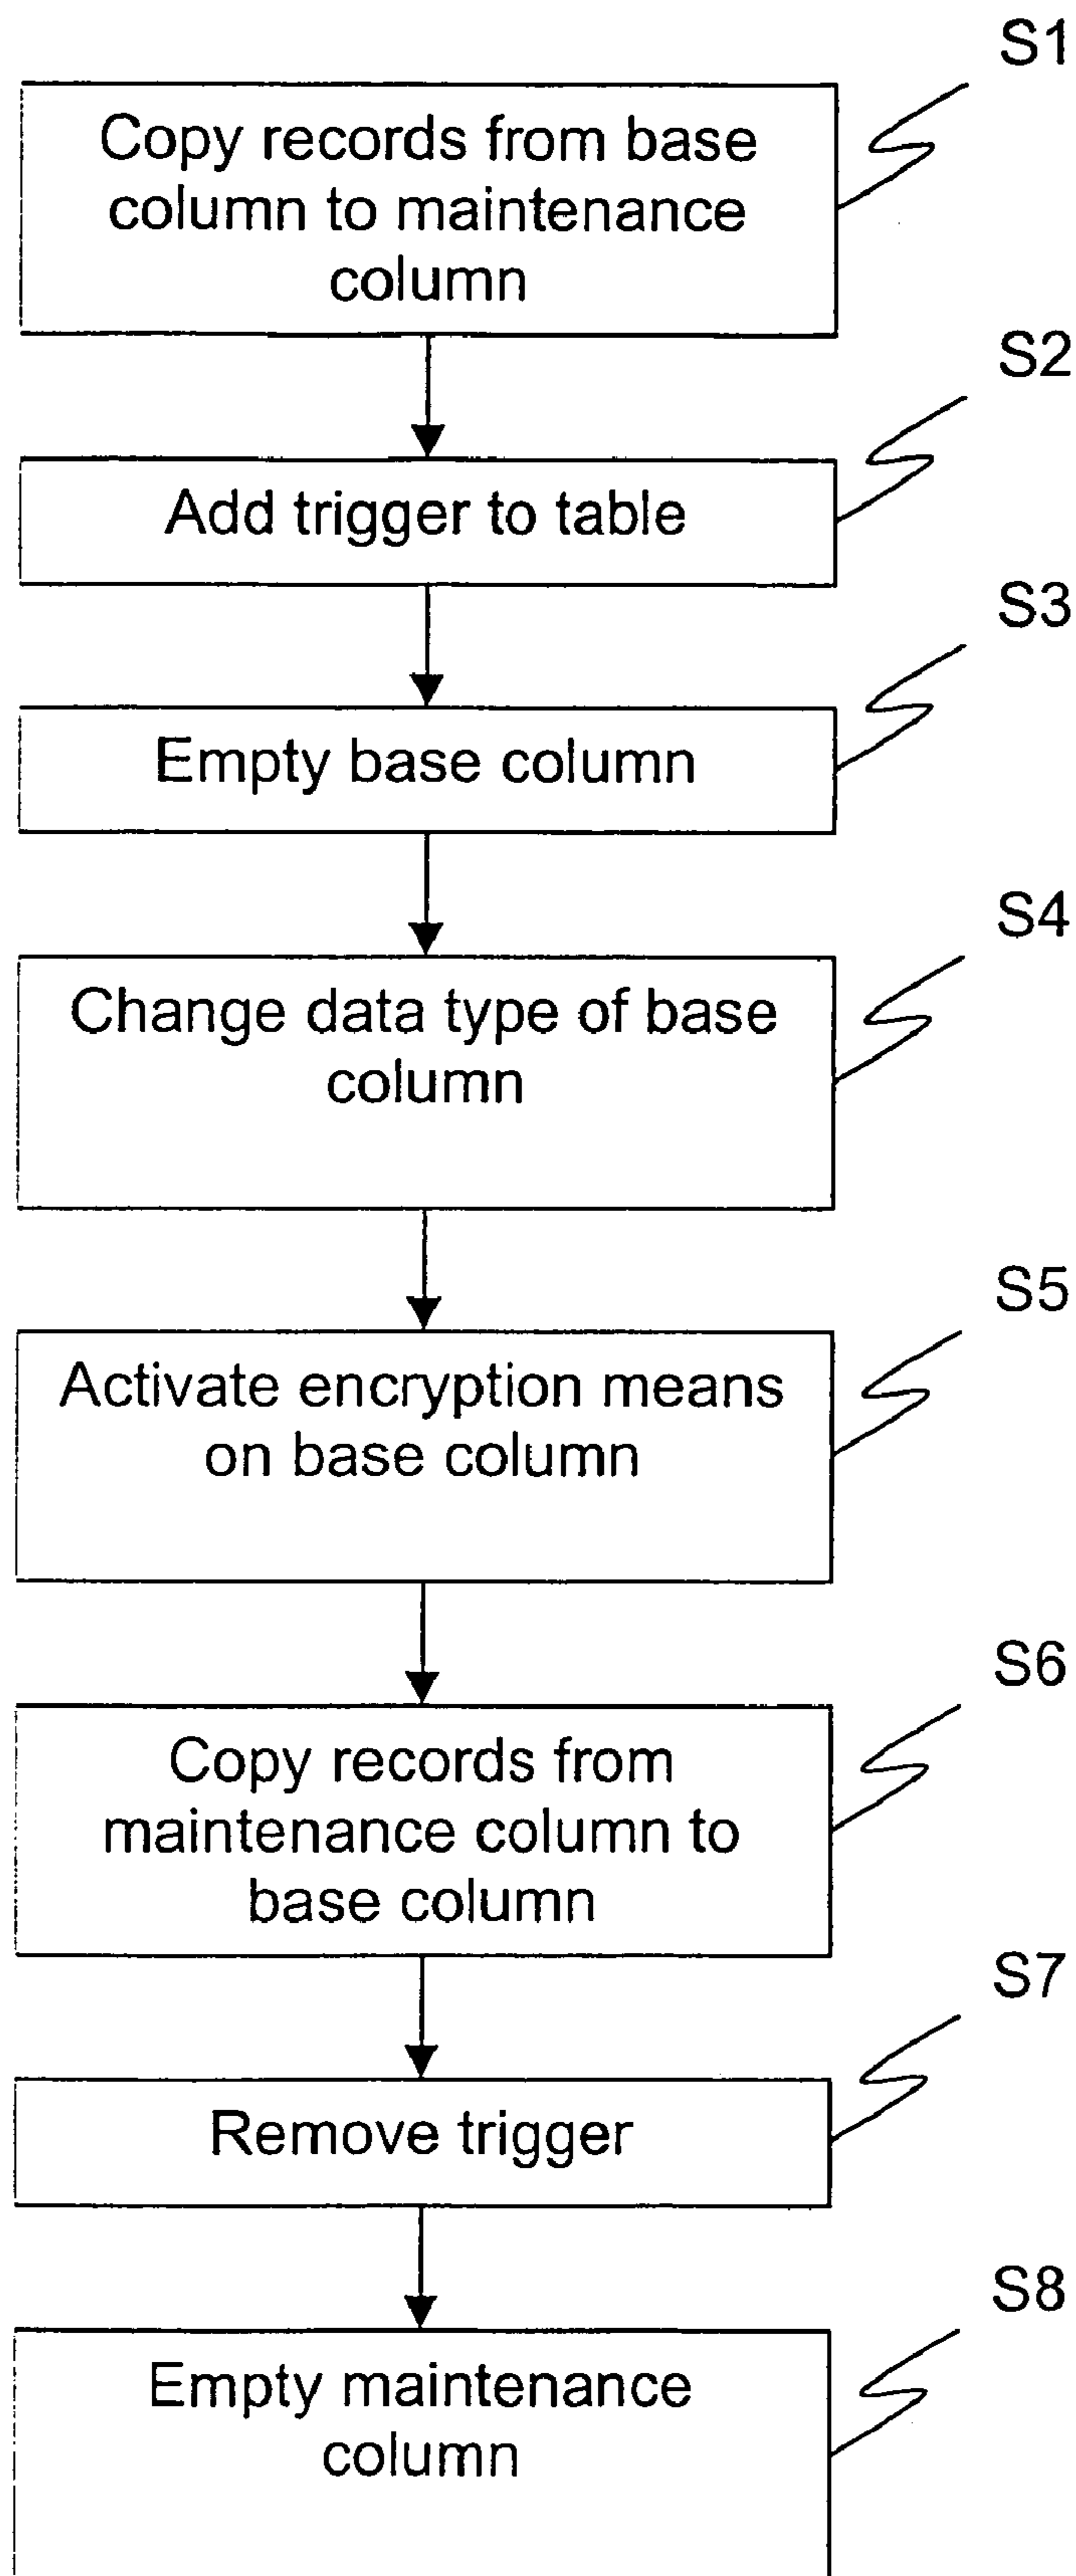 S1
Copy records from base
column to maintenance
column
S2
Add trigger to table
S3
Empty base column
S4
Change data type of base
column
S5
Activate encryption means
on base column
S6
Copy records from
maintenance column to
base column
S7
Remove trigger
S8
Empty maintenance
column